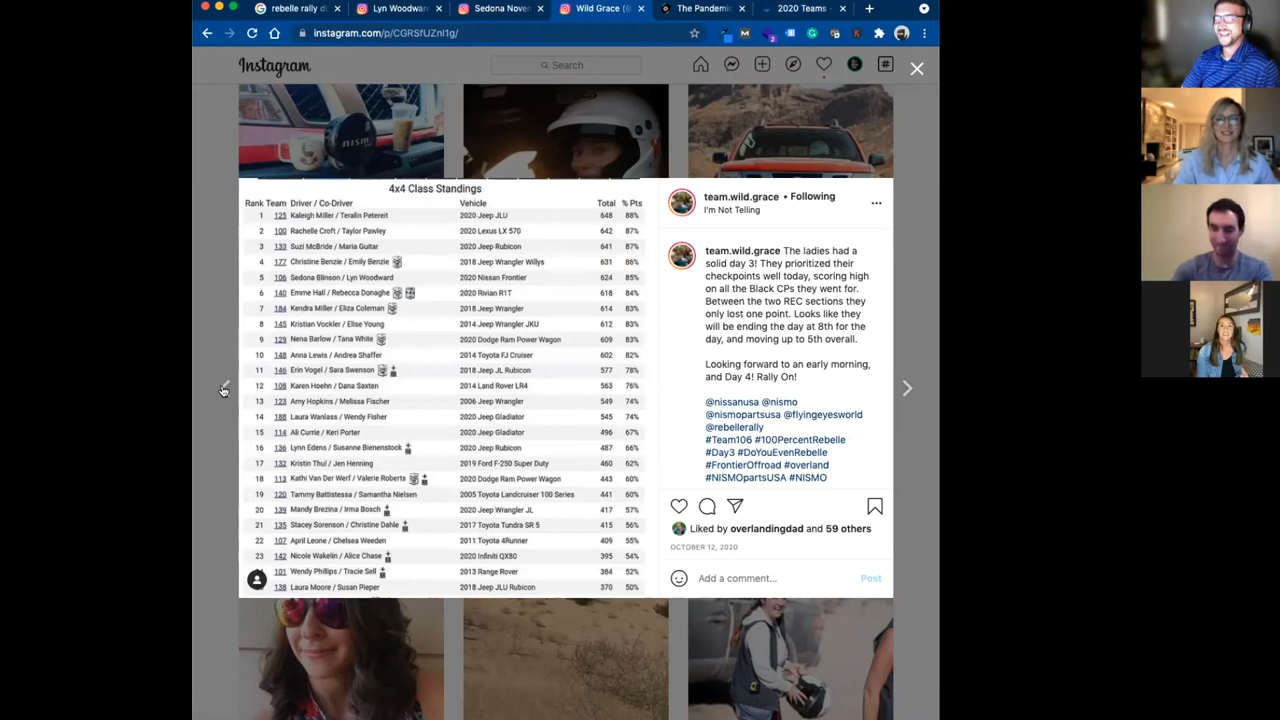 rebelle rally d
Lyn Woodward
Sedona Nover
Wild Grace (@
The Pandemic
2020 Teams -
instagram.com/p/CGRSfUZnl1g/
Instagram
Search
nism
4x4 Class Standings
Rank Team Driver / Co-Driver Vehicle Total % Pts
1 125 Kaleigh Miller / Teralin Petereit 2020 Jeep JLU 648 88%
2 100 Rachelle Croft / Taylor Pawley 2020 Lexus LX 570 642 87%
3 133 Suzi McBride / Maria Guitar 2020 Jeep Rubicon 641 87%
4 177 Christine Benzie / Emily Benzie 2018 Jeep Wrangler Willys 631 86%
5 106 Sedona Blinson / Lyn Woodward 2020 Nissan Frontier 624 85%
6 140 Emme Hall / Rebecca Donaghe 2020 Rivian R1T 618 84%
7 184 Kendra Miller / Eliza Coleman 2018 Jeep Wrangler 614 83%
8 145 Kristian Vockler / Elise Young 2014 Jeep Wrangler JKU 612 83%
9 129 Nena Barlow / Tana White 2020 Dodge Ram Power Wagon 609 83%
10 148 Anna Lewis / Andrea Shaffer 2014 Toyota FJ Cruiser 602 82%
11 146 Erin Vogel / Sara Swenson 2018 Jeep JL Rubicon 577 78%
12 108 Karen Hoehn / Dana Saxten 2014 Land Rover LR4 563 76%
13 123 Amy Hopkins / Melissa Fischer 2006 Jeep Wrangler 549 74%
14 188 Laura Wanlass / Wendy Fisher 2020 Jeep Gladiator 545 74%
15 114 Ali Currie / Keri Porter 2020 Jeep Gladiator 496 67%
16 136 Lynn Edens / Susanne Bienenstock 2020 Jeep Rubicon 487 66%
17 132 Kristin Thul / Jen Henning 2019 Ford F-250 Super Duty 460 62%
18 113 Kathi Van Der Werf / Valerie Roberts 2020 Dodge Ram Power Wagon 443 60%
19 120 Tammy Battistessa / Samantha Nielsen 2005 Toyota Landcruiser 100 Series 441 60%
20 139 Mandy Brezina / Irma Bosch 2020 Jeep Wrangler JL 417 57%
21 135 Stacey Sorenson / Christine Dahle 2017 Toyota Tundra SR 5 415 56%
22 107 April Leone / Chelsea Weeden 2011 Toyota 4Runner 409 55%
23 142 Nicole Wakelin / Alice Chase 2020 Infiniti QX80 395 54%
101 Wendy Phillips / Tracie Sell 2013 Range Rover 384 52%
138 Laura Moore / Susan Pieper 2018 Jeep JLU Rubicon 370 50%
team.wild.grace • Following
I'm Not Telling
team.wild.grace The ladies had a
solid day 3! They prioritized their
checkpoints well today, scoring high
on all the Black CPs they went for.
Between the two REC sections they
only lost one point. Looks like they
will be ending the day at 8th for the
day, and moving up to 5th overall.
Looking forward to an early morning,
and Day 4! Rally On!
@nissanusa @nismo
@nismopartsusa @flyingeyesworld
@rebellerally
#Team106 #100PercentRebelle
#Day3 #DoYouEvenRebelle
#FrontierOffroad #overland
#NISMOpartsUSA #NISMO
Liked by overlandingdad and 59 others
OCTOBER 12, 2020
Add a comment...
Post